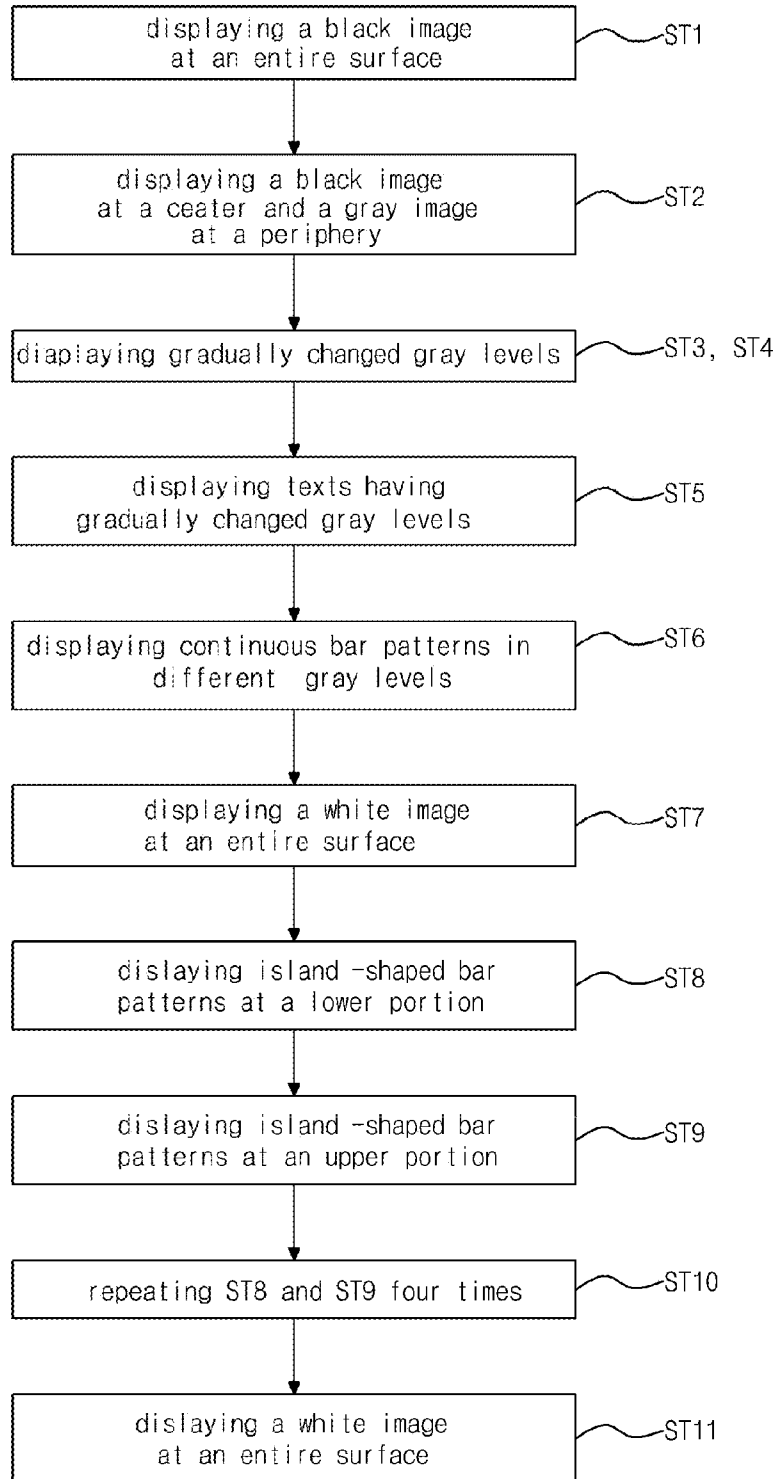 displaying a black image
at an entire surface
ST1
displaying a black image
at a ceater and a gray image
at a periphery
ST2
diaplaying gradually changed gray levels
ST3, ST4
displaying texts having
gradually changed gray levels
ST5
displaying continuous bar patterns in
different gray levels
ST6
displaying a white image
at an entire surface
ST7
dislaying island-shaped bar
patterns at a lower portion
ST8
dislaying island-shaped bar
patterns at an upper portion
ST9
repeating ST8 and ST9 four times
ST10
dislaying a white image
at an entire surface
ST11